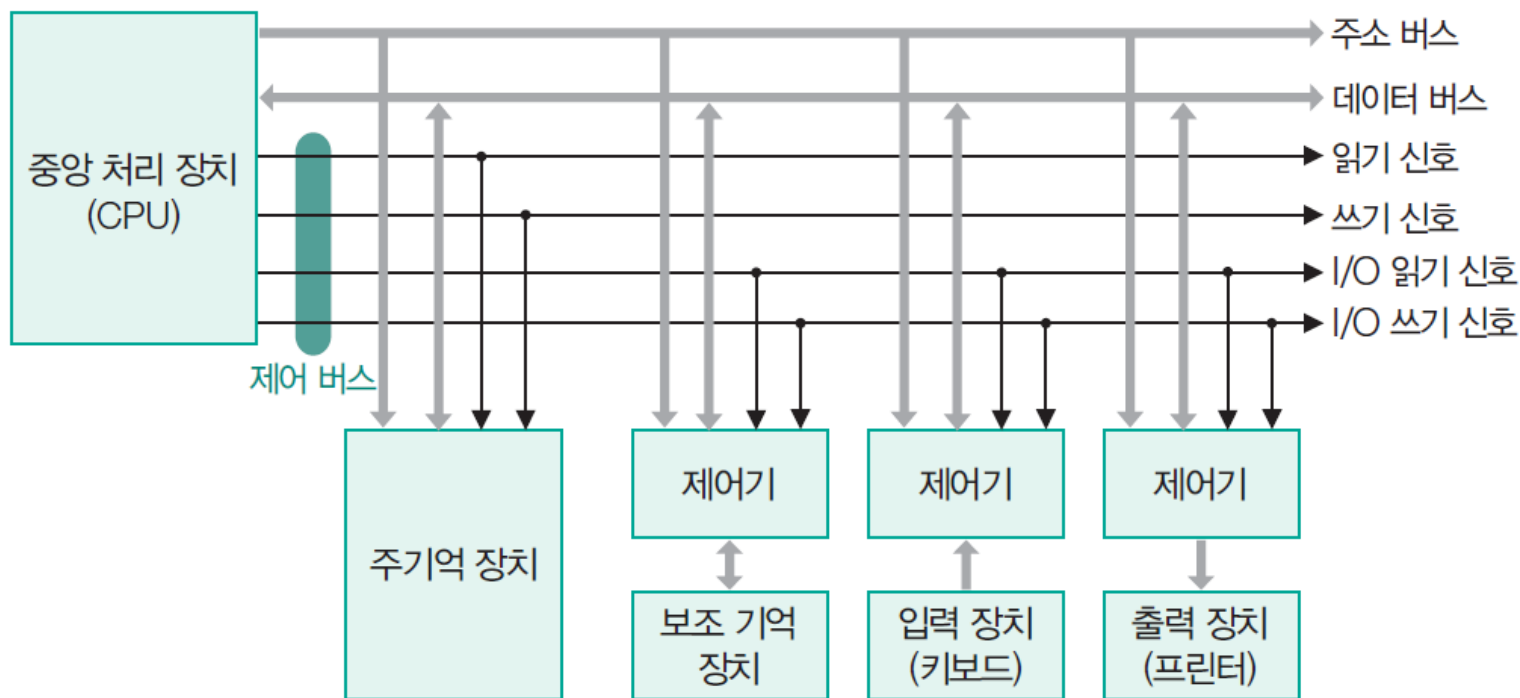 주소 버스
데이터 버스
읽기 신호
쓰기 신호
I/O 읽기 신호
I/O 쓰기 신호
중앙 처리 장치
(CPU)
제어 버스
주기억 장치
제어기
제어기
제어기
보조 기억
장치
입력 장치
(키보드)
출력 장치
(프린터)